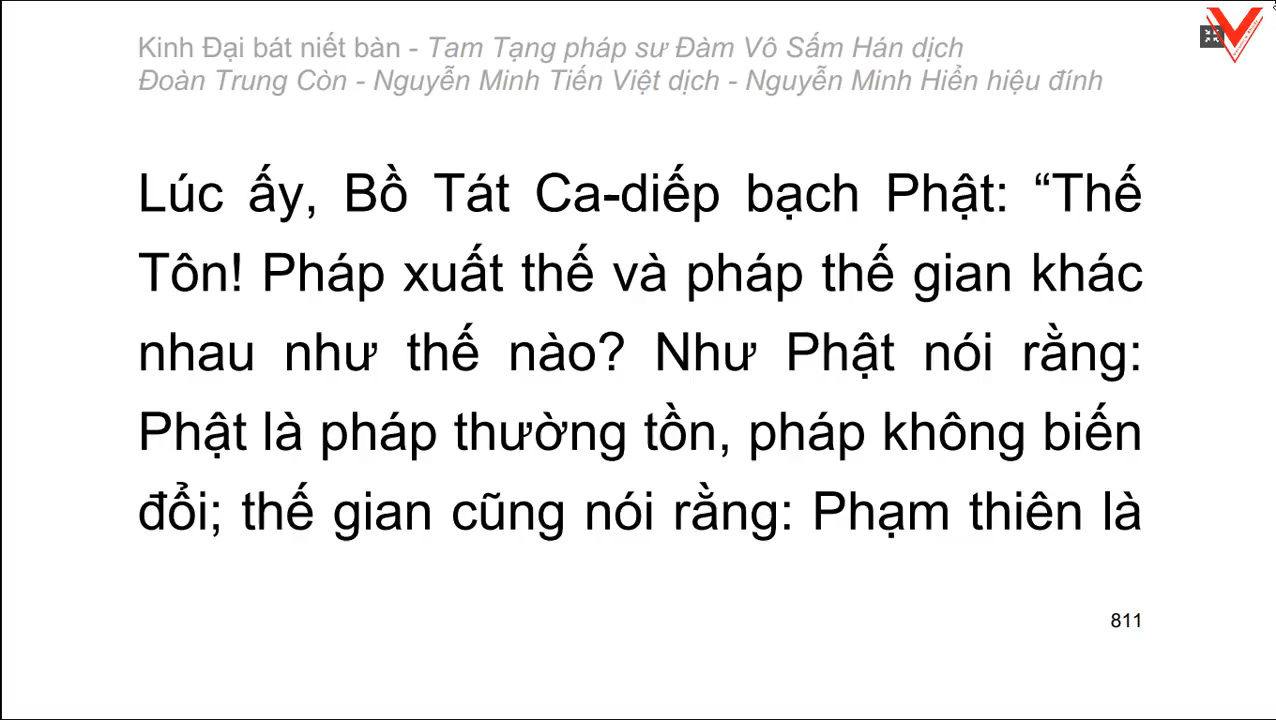 Kinh Đại bát niết bàn - Tam Tạng pháp sư Đàm Vô Sấm Hán dịch
Đoàn Trung Còn - Nguyễn Minh Tiến Việt dịch - Nguyễn Minh Hiển hiệu đính
Lúc ấy, Bồ Tát Ca-diếp bạch Phật: “Thế
Tôn! Pháp xuất thế và pháp thế gian khác
nhau như thế nào? Như Phật nói rằng:
Phật là pháp thường tồn, pháp không biến
đổi; thế gian cũng nói rằng: Phạm thiên là
811